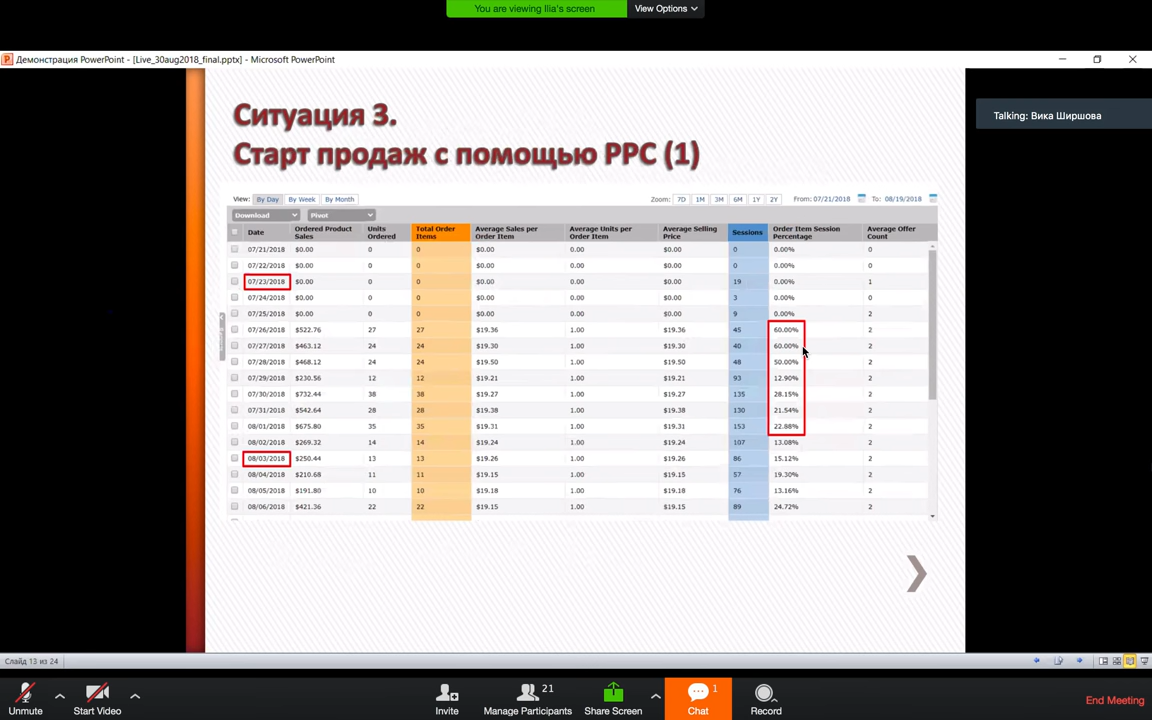 You are viewing Ilia's screen
View Options
Демонстрация PowerPoint - [Live_30aug2018_final.pptx] - Microsoft PowerPoint
Talking: Вика Ширшова
Ситуация 3.
Старт продаж с помощью PPC (1)
View: By Day By Week By Month Zoom: 7D 1M 3M 6M 1Y 2Y From: 07/21/2018 To: 08/19/2018
Download Pivot
Date Ordered Product Sales Units Ordered Total Order Items Average Sales per Order Item Average Units per Order Item Average Selling Price Sessions Order Item Session Percentage Average Offer Count
07/21/2018 $0.00 0 0 $0.00 0.00 $0.00 0 0.00% 0
07/22/2018 $0.00 0 0 $0.00 0.00 $0.00 0 0.00% 0
07/23/2018 $0.00 0 0 $0.00 0.00 $0.00 19 0.00% 1
07/24/2018 $0.00 0 0 $0.00 0.00 $0.00 3 0.00% 0
07/25/2018 $0.00 0 0 $0.00 0.00 $0.00 9 0.00% 2
07/26/2018 $522.76 27 27 $19.36 1.00 $19.36 45 60.00% 2
07/27/2018 $463.12 24 24 $19.30 1.00 $19.30 40 60.00% 2
07/28/2018 $468.12 24 24 $19.50 1.00 $19.50 48 50.00% 2
07/29/2018 $230.56 12 12 $19.21 1.00 $19.21 93 12.90% 2
07/30/2018 $732.44 38 38 $19.27 1.00 $19.27 135 28.15% 2
07/31/2018 $542.64 28 28 $19.38 1.00 $19.38 130 21.54% 2
08/01/2018 $675.80 35 35 $19.31 1.00 $19.31 153 22.88% 2
08/02/2018 $269.32 14 14 $19.24 1.00 $19.24 107 13.08% 2
08/03/2018 $250.44 13 13 $19.26 1.00 $19.26 86 15.12% 2
08/04/2018 $210.68 11 11 $19.15 1.00 $19.15 57 19.30% 2
08/05/2018 $191.80 10 10 $19.18 1.00 $19.18 76 13.16% 2
08/06/2018 $421.36 22 22 $19.15 1.00 $19.15 89 24.72% 2
Слайд 13 из 24
21
1
Unmute
Start Video
Invite
Manage Participants
Share Screen
Chat
Record
End Meeting